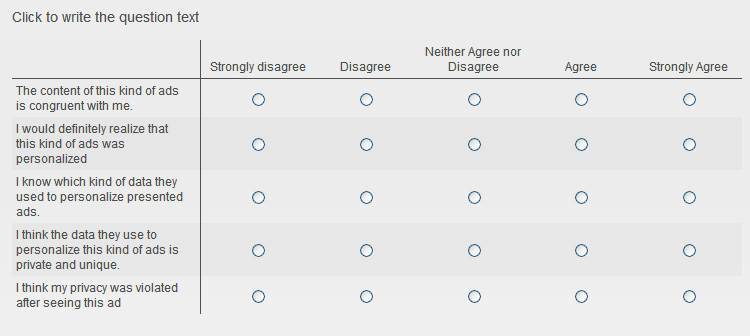 Click to write the question text
Neither Agree nor
Strongly disagree Disagree Disagree Agree Strongly Agree
The content of this kind of ads
is congruent with me.
I would definitely realize that
this kind of ads was
personalized
I know which kind of data they
used to personalize presented
ads.
I think the data they use to
personalize this kind of ads is
private and unique.
I think my privacy was violated
after seeing this ad